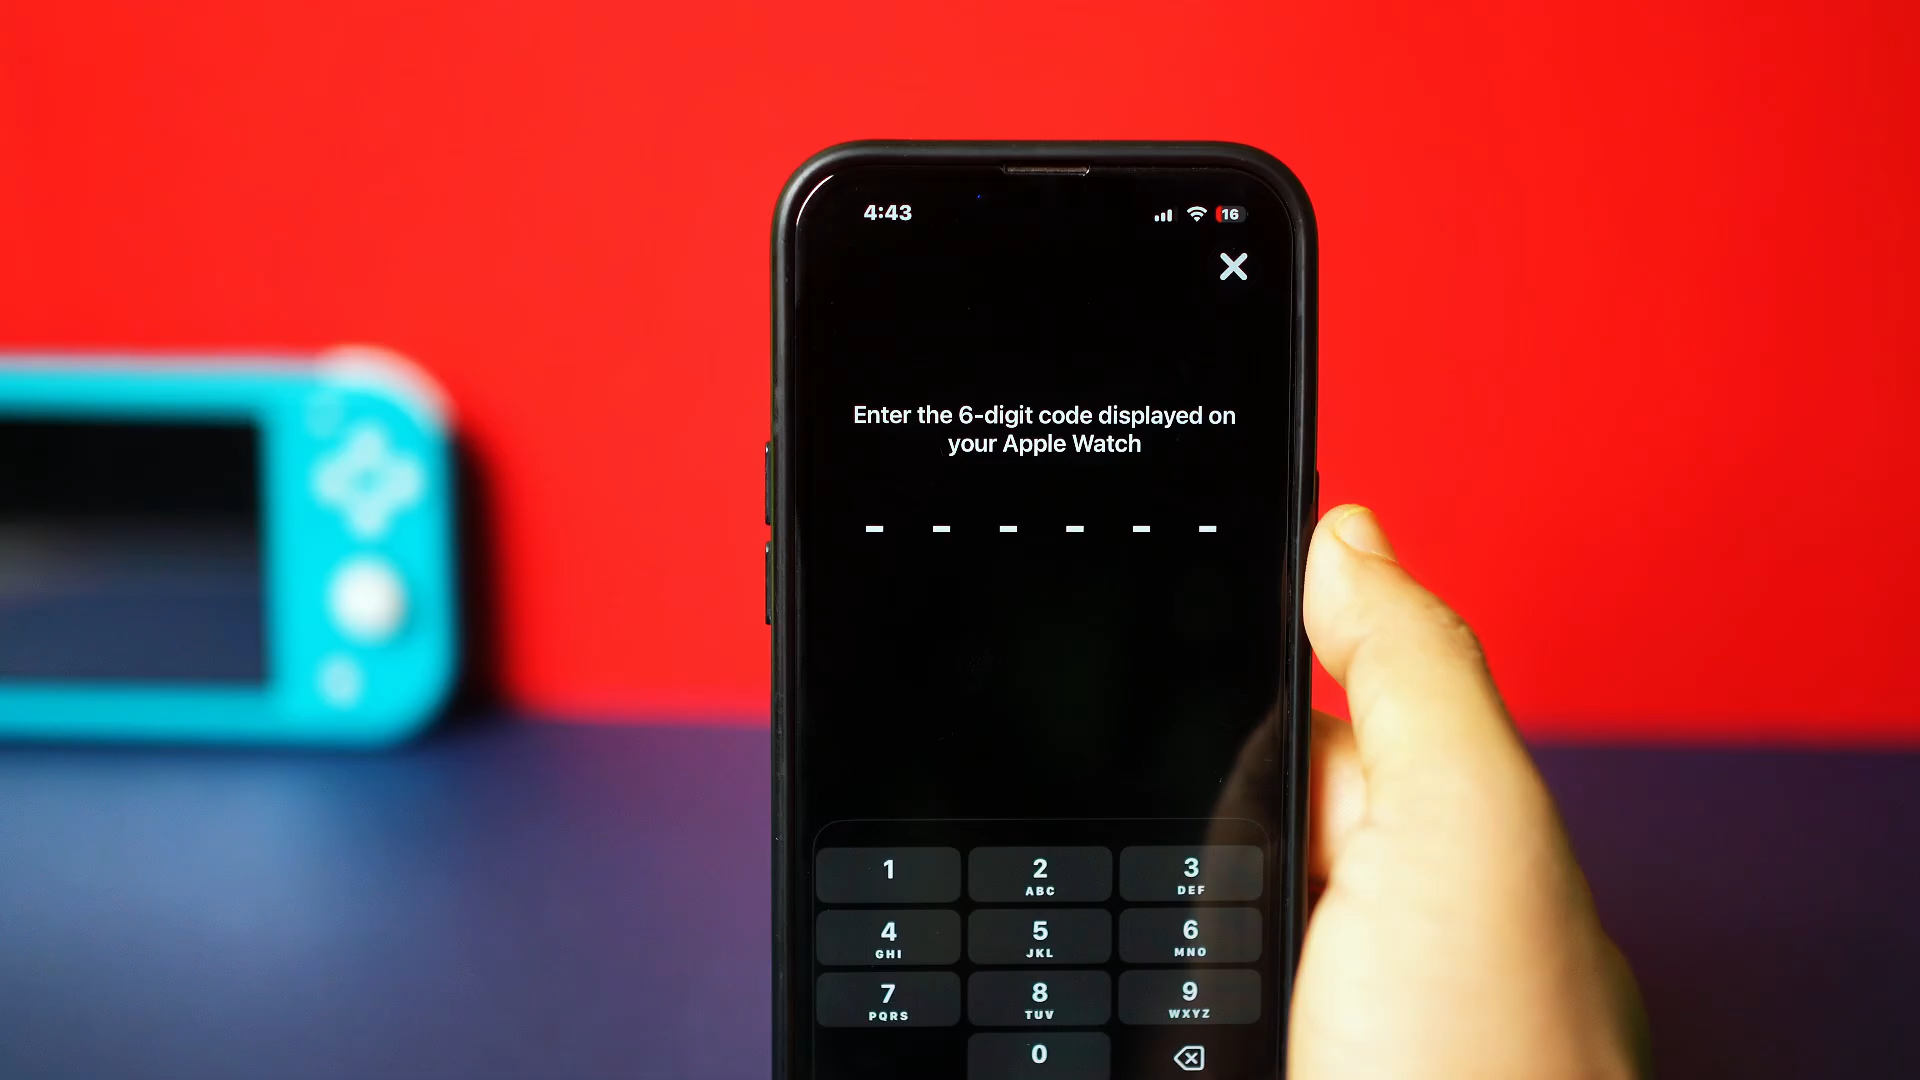 4:43
16
Enter the 6-digit code displayed on
your Apple Watch
1
2
ABC
3
DEF
4
GHI
5
JKL
6
MNO
7
PQRS
8
TUV
9
WXYZ
0